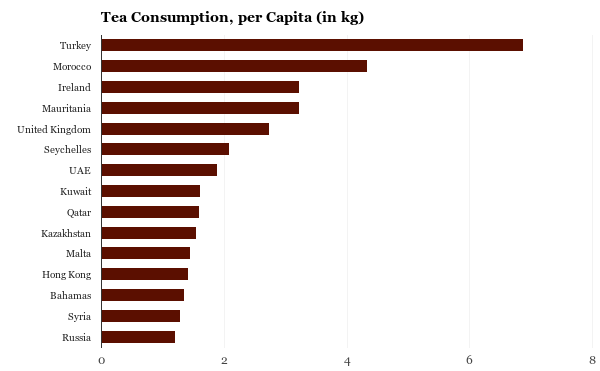 Tea Consumption, per Capita (in kg)
Turkey
Morocco
Ireland
Mauritania
United Kingdom
Seychelles
UAE
Kuwait
Qatar
Kazakhstan
Malta
Hong Kong
Bahamas
Syria
Russia
0 2 4 6 8